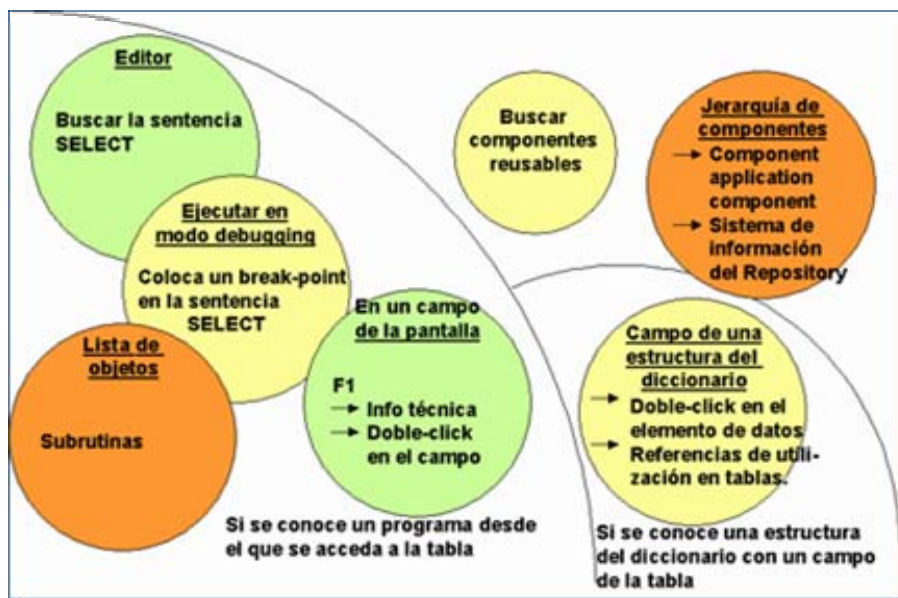 Editor
Buscar la sentencia
SELECT
Ejecutar en
modo debugging
Coloca un break-point
en la sentencia
SELECT
Lista de
objetos
Subrutinas
En un campo
de la pantalla
F1
→ Info técnica
→ Doble-click
en el campo
Si se conoce un programa desde
el que se acceda a la tabla
Buscar
componentes
reusables
Jerarquía de
componentes
→ Component
application
component
→ Sistema de
información
del Repository
Campo de una
estructura del
diccionario
→ Doble-click en el
elemento de datos
→ Referencias de utili-
zación en tablas.
Si se conoce una estructura
del diccionario con un campo
de la tabla